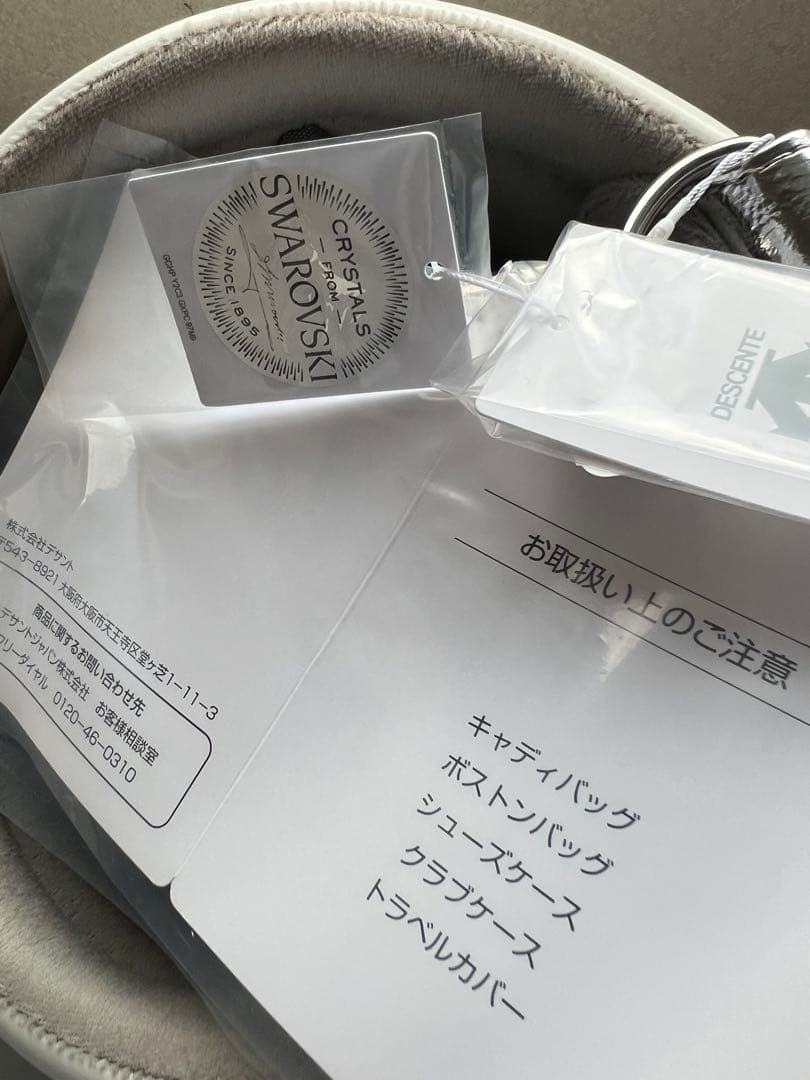 CRYSTALS
FROM
SWAROVSKI
SINCE 1895
DESCENTE
お取扱い上のご注意
キャディバッグ
ボストンバッグ
シューズケース
クラブケース
トラベルカバー
株式会社デサント
〒543-8921 大阪府大阪市天王寺区堂ヶ芝1-11-3
商品に関するお問い合わせ先
デサントジャパン株式会社 お客様相談室
フリーダイヤル 0120-46-0310